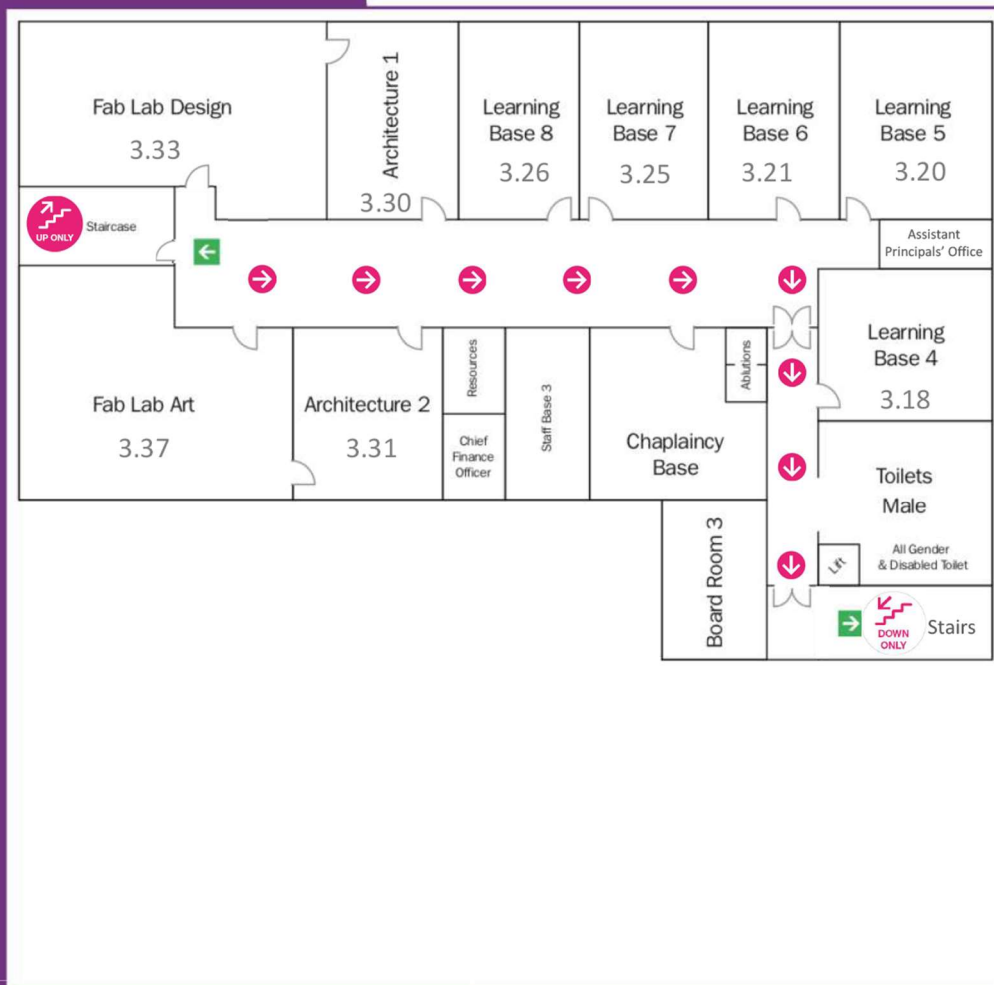 Fab Lab Design
3.33
Architecture 1
3.30
Learning
Base 8
3.26
Learning
Base 7
3.25
Learning
Base 6
3.21
Learning
Base 5
3.20
UP ONLY
Staircase
Assistant
Principals' Office
Fab Lab Art
3.37
Architecture 2
3.31
Resources
Chief
Finance
Officer
Staff Base 3
Chaplaincy
Base
Ablutions
Learning
Base 4
3.18
Toilets
Male
All Gender
& Disabled Toilet
Lift
Board Room 3
DOWN
ONLY
Stairs